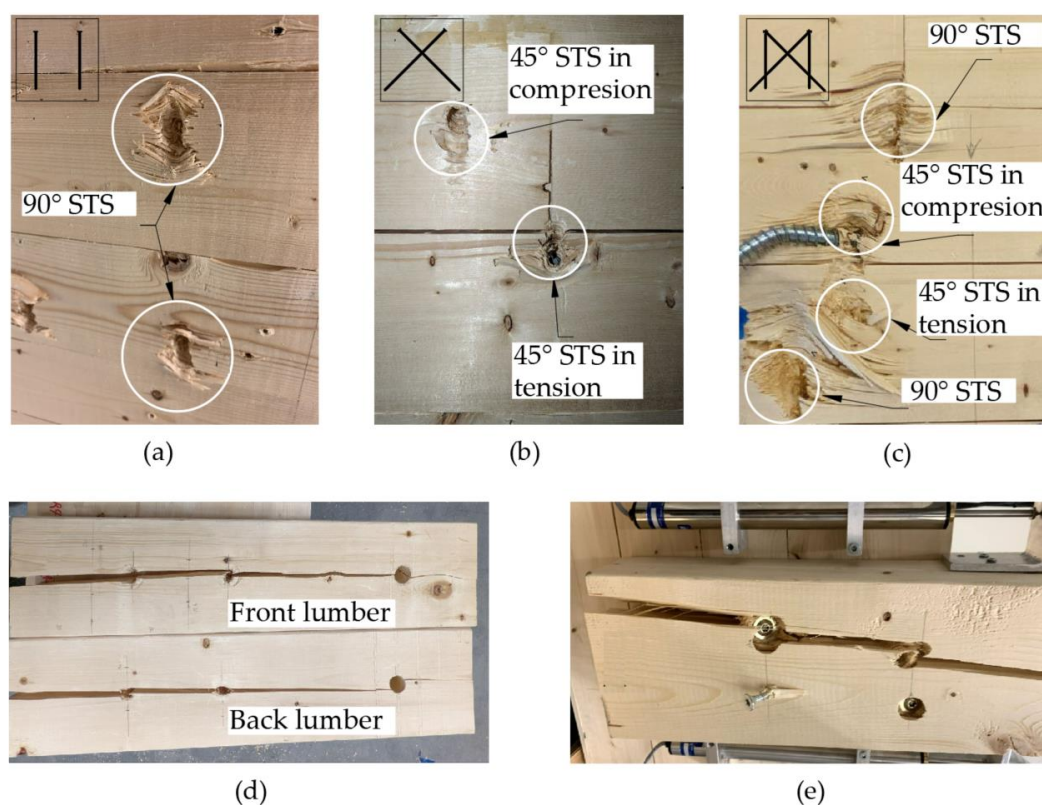 90° STS
(a)
45° STS in
compresion
45° STS in
tension
(b)
90° STS
45° STS in
compresion
45° STS in
tension
90° STS
(c)
Front lumber
Back lumber
(d)
(e)